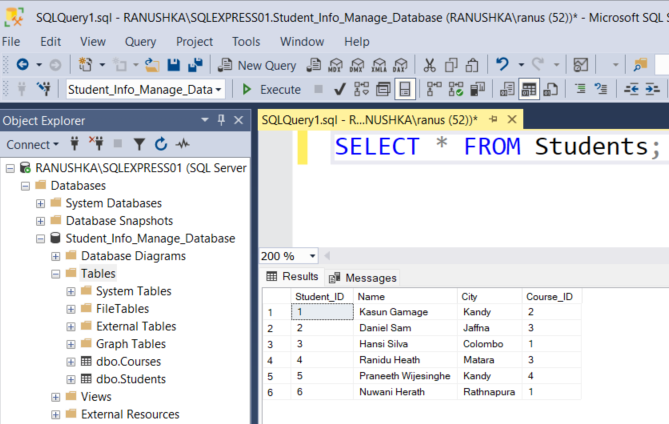 SQLQuery1.sql - RANUSHKA\SQLEXPRESS01.Student_Info_Manage_Database (RANUSHKA\ranus (52))* - Microsoft SQL S
File Edit View Query Project Tools Window Help
New Query MDX DMX XMLA DAX
Student_Info_Manage_Data Execute
Object Explorer
SQLQuery1.sql - R...NUSHKA\ranus (52))*
Connect
SELECT * FROM Students;
RANUSHKA\SQLEXPRESS01 (SQL Server
Databases
System Databases
Database Snapshots
Student_Info_Manage_Database
Database Diagrams
Tables
System Tables
FileTables
External Tables
Graph Tables
dbo.Courses
dbo.Students
Views
External Resources
200 %
Results Messages
Student_ID Name City Course_ID
1 1 Kasun Gamage Kandy 2
2 2 Daniel Sam Jaffna 3
3 3 Hansi Silva Colombo 1
4 4 Ranidu Heath Matara 3
5 5 Praneeth Wijesinghe Kandy 4
6 6 Nuwani Herath Rathnapura 1